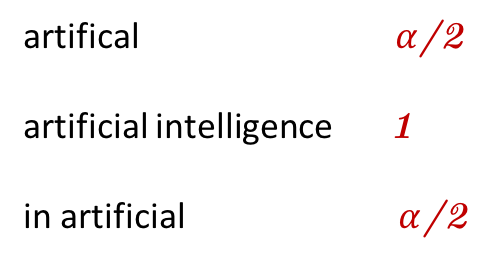 artifical α/2
artificial intelligence 1
in artificial α/2